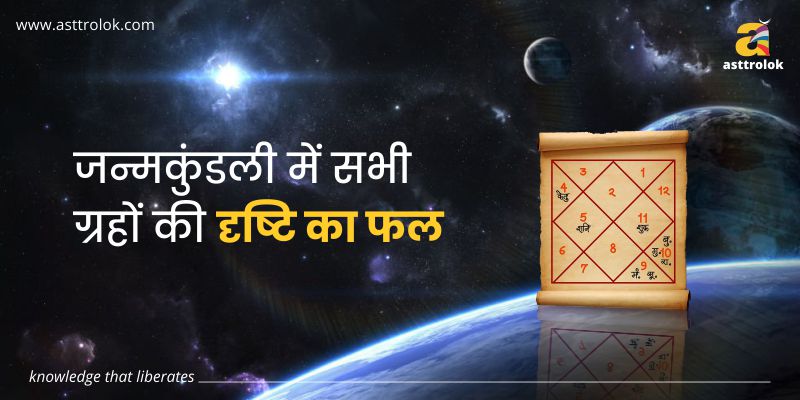 www.asttrolok.com
asttrolok
जन्मकुंडली में सभी
ग्रहों की दृष्टि का फल
3
1
4
केतु
2
12
5
शनि
11
शुक्र
6
8
बु.
गु. 10
7
9
मं. सू.
knowledge that liberates